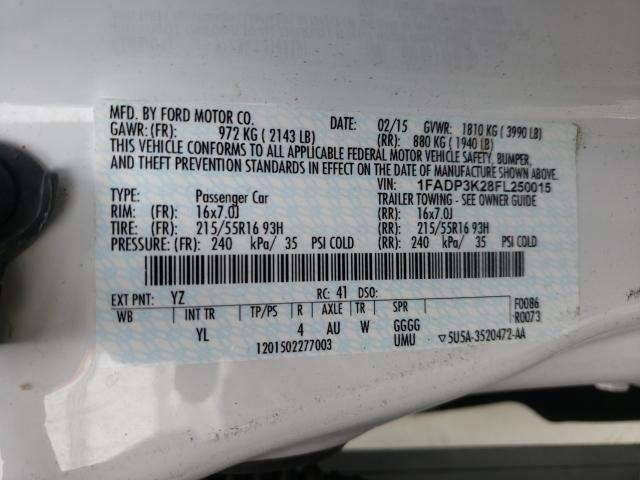 MFD. BY FORD MOTOR CO. DATE: 02/15 GVWR: 1810 KG ( 3990 LB)
GAWR: (FR): 972 KG ( 2143 LB) (RR): 880 KG ( 1940 LB)
THIS VEHICLE CONFORMS TO ALL APPLICABLE FEDERAL MOTOR VEHICLE SAFETY, BUMPER,
AND THEFT PREVENTION STANDARDS IN EFFECT ON THE DATE OF MANUFACTURE SHOWN ABOVE.
VIN: 1FADP3K28FL250015
TYPE: Passenger Car TRAILER TOWING - SEE OWNER GUIDE
RIM: (FR): 16x7.0J (RR): 16x7.0J
TIRE: (FR): 215/55R16 93H (RR): 215/55R16 93H
PRESSURE: (FR): 240 kPa/ 35 PSI COLD (RR): 240 kPa/ 35 PSI COLD
EXT PNT: YZ RC: 41 DSO: F0086
WB INT TR TP/PS R AXLE TR SPR R0073
YL 4 AU W GGGG
1201502277003 UMU ▽5U5A-3520472-AA